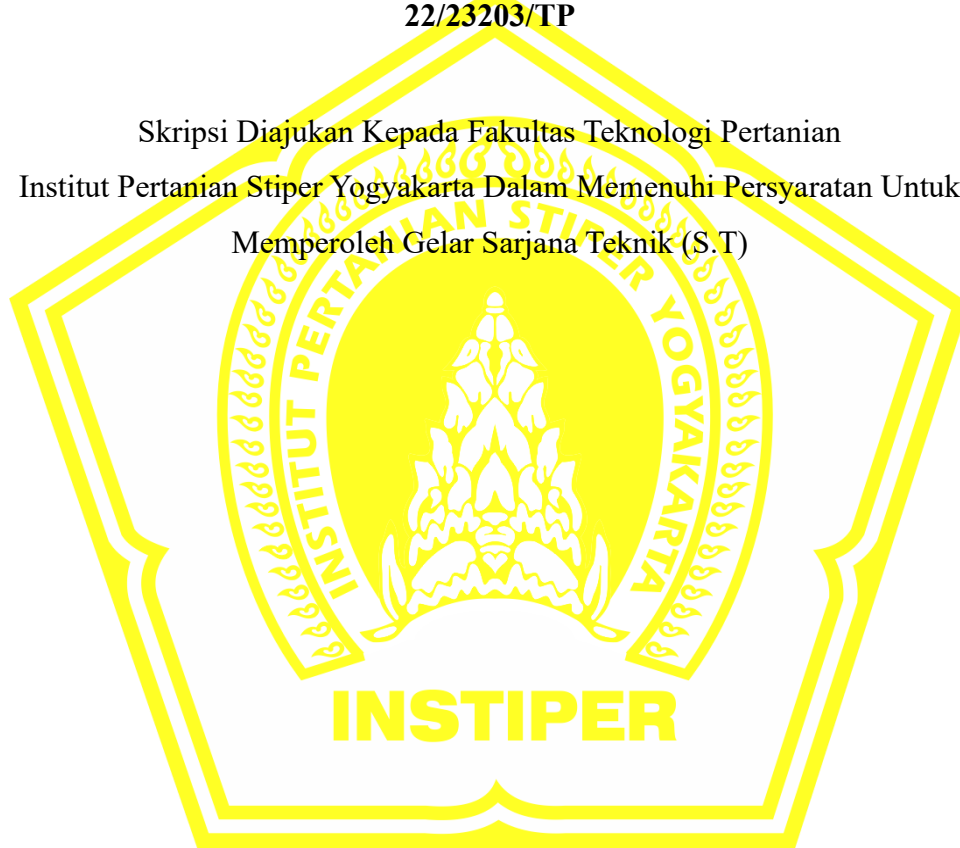 22/23203/TP
Skripsi Diajukan Kepada Fakultas Teknologi Pertanian
Institut Pertanian Stiper Yogyakarta Dalam Memenuhi Persyaratan Untuk
Memperoleh Gelar Sarjana Teknik (S.T)
INSTITUT PERTANIAN STIPER YOGYAKARTA
INSTIPER